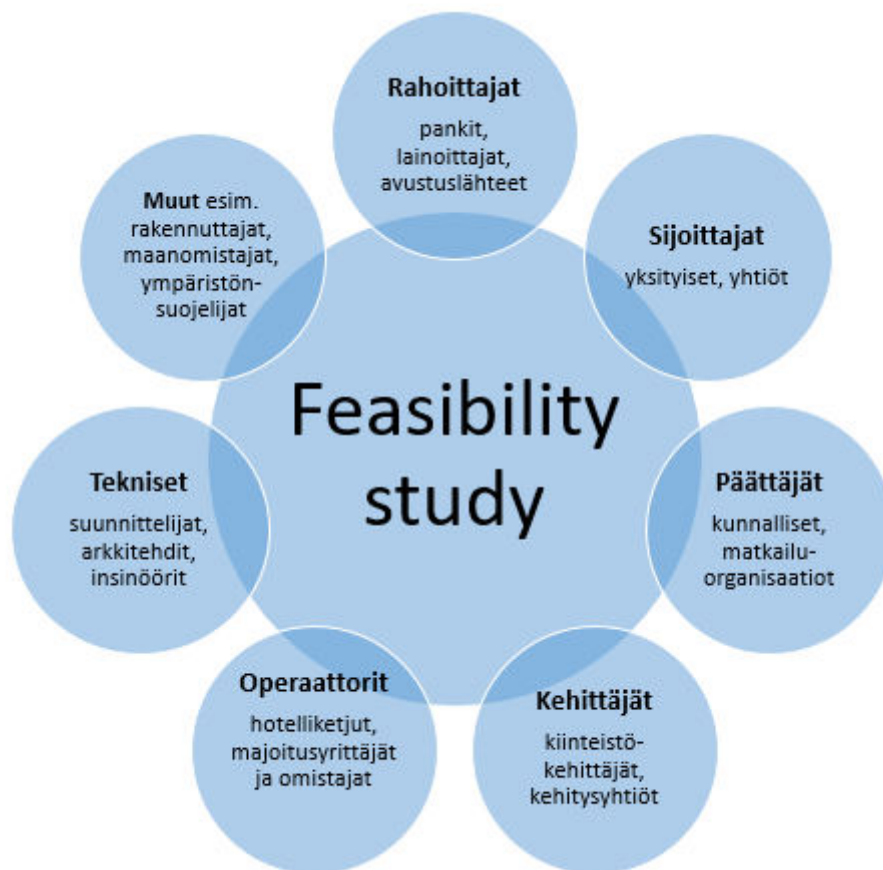 Rahoittajat
pankit,
lainoittajat,
avustuslähteet
Sijoittajat
yksityiset, yhtiöt
Päättäjät
kunnalliset,
matkailu-
organisaatiot
Kehittäjät
kiinteistö-
kehittäjät,
kehitysyhtiöt
Operaattorit
hotelliketjut,
majoitusyrittäjät
ja omistajat
Tekniset
suunnittelijat,
arkkitehdit,
insinöörit
Muut esim.
rakennuttajat,
maanomistajat,
ympäristön-
suojelijat
Feasibility
study